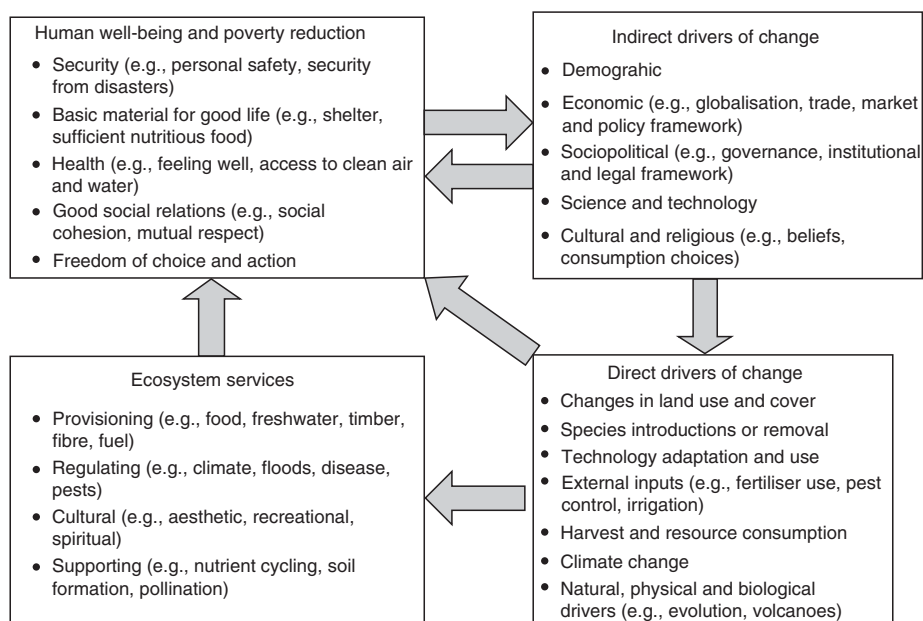 Human well-being and poverty reduction
• Security (e.g., personal safety, security
from disasters)
• Basic material for good life (e.g., shelter,
sufficient nutritious food)
• Health (e.g., feeling well, access to clean air
and water)
• Good social relations (e.g., social
cohesion, mutual respect)
• Freedom of choice and action
Indirect drivers of change
• Demograhic
• Economic (e.g., globalisation, trade, market
and policy framework)
• Sociopolitical (e.g., governance, institutional
and legal framework)
• Science and technology
• Cultural and religious (e.g., beliefs,
consumption choices)
Ecosystem services
• Provisioning (e.g., food, freshwater, timber,
fibre, fuel)
• Regulating (e.g., climate, floods, disease,
pests)
• Cultural (e.g., aesthetic, recreational,
spiritual)
• Supporting (e.g., nutrient cycling, soil
formation, pollination)
Direct drivers of change
• Changes in land use and cover
• Species introductions or removal
• Technology adaptation and use
• External inputs (e.g., fertiliser use, pest
control, irrigation)
• Harvest and resource consumption
• Climate change
• Natural, physical and biological
drivers (e.g., evolution, volcanoes)